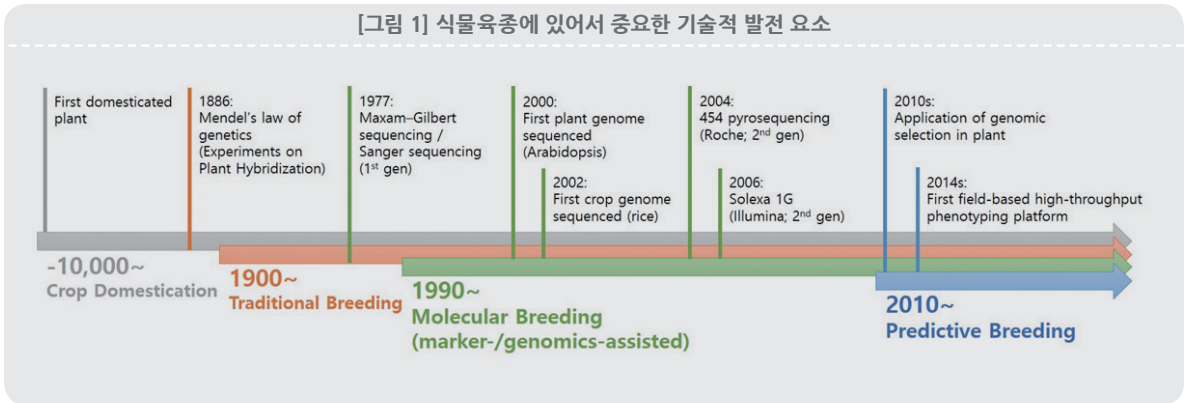 [그림 1] 식물육종에 있어서 중요한 기술적 발전 요소
First domesticated
plant
1886:
Mendel's law of
genetics
(Experiments on
Plant Hybridization)
1977:
Maxam–Gilbert
sequencing /
Sanger sequencing
(1st gen)
2000:
First plant genome
sequenced
(Arabidopsis)
2002:
First crop genome
sequenced (rice)
2004:
454 pyrosequencing
(Roche; 2nd gen)
2006:
Solexa 1G
(Illumina; 2nd gen)
2010s:
Application of genomic
selection in plant
2014s:
First field-based high-throughput
phenotyping platform
-10,000~
Crop Domestication
1900~
Traditional Breeding
1990~
Molecular Breeding
(marker-/genomics-assisted)
2010~
Predictive Breeding